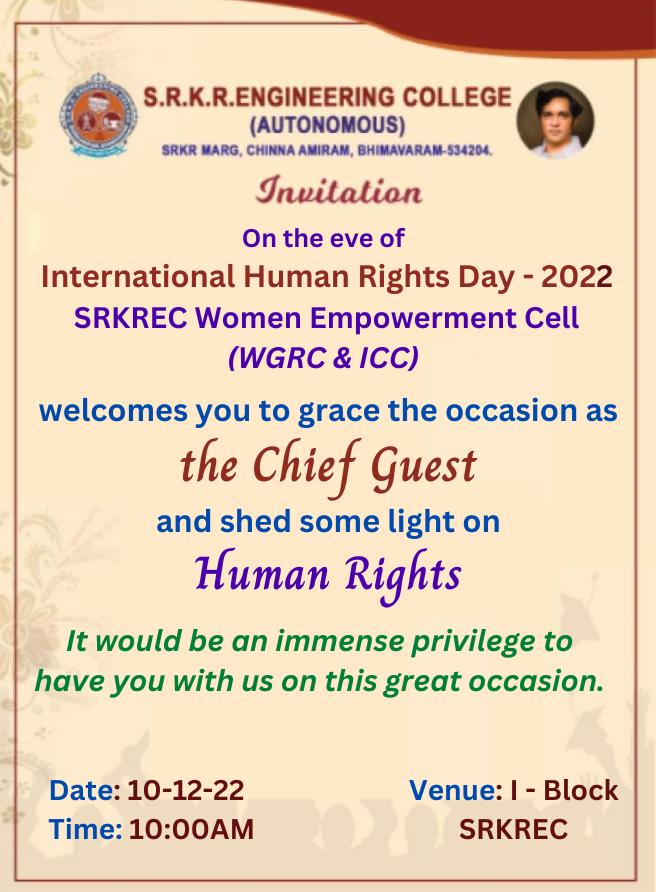 S.R.K.R.ENGINEERING COLLEGE
(AUTONOMOUS)
SRKR MARG, CHINNA AMIRAM, BHIMAVARAM-534204.
Invitation
On the eve of
International Human Rights Day - 2022
SRKREC Women Empowerment Cell
(WGRC & ICC)
welcomes you to grace the occasion as
the Chief Guest
and shed some light on
Human Rights
It would be an immense privilege to
have you with us on this great occasion.
Date: 10-12-22
Venue: I - Block
Time: 10:00AM
SRKREC